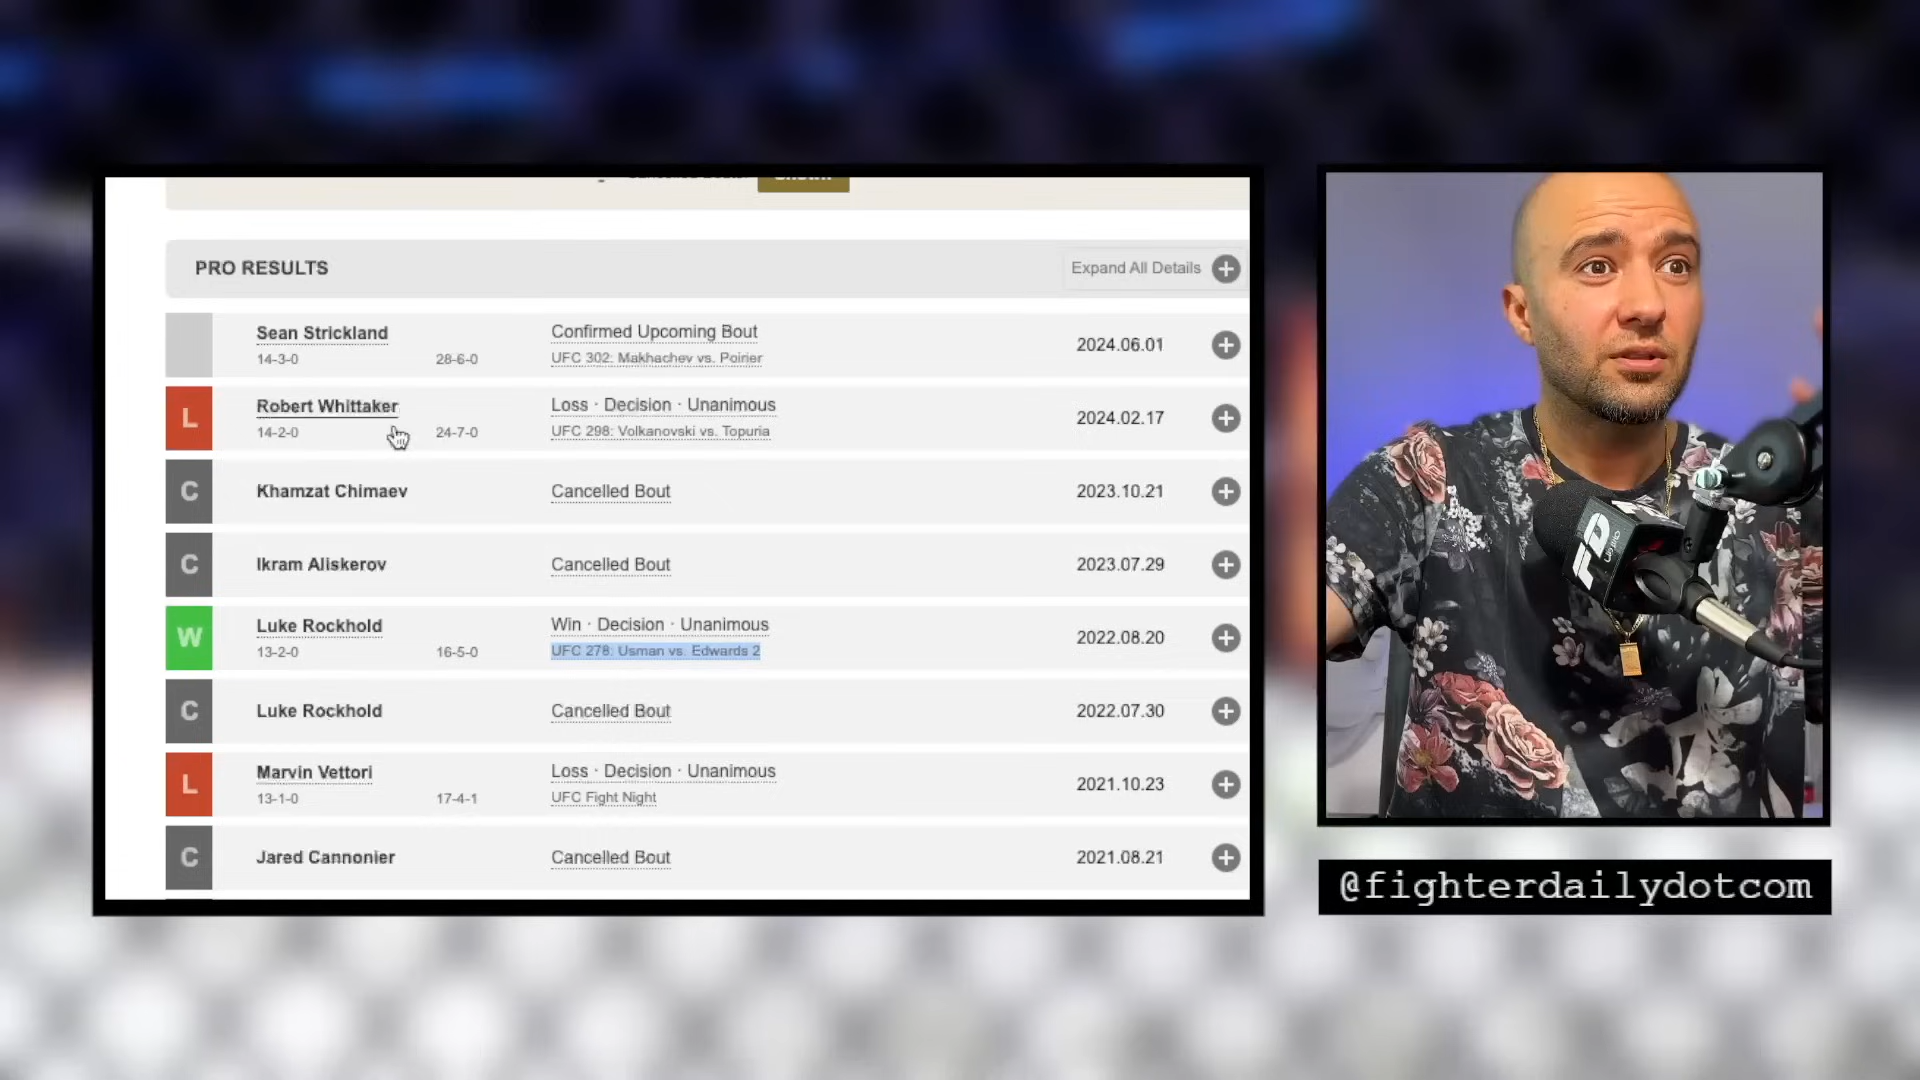 PRO RESULTS
Expand All Details
Sean Strickland
Confirmed Upcoming Bout
14-3-0
28-6-0
UFC 302: Makhachev vs. Poirier
2024.06.01
L
Robert Whittaker
Loss · Decision · Unanimous
14-2-0
24-7-0
UFC 298: Volkanovski vs. Topuria
2024.02.17
C
Khamzat Chimaev
Cancelled Bout
2023.10.21
C
Ikram Aliskerov
Cancelled Bout
2023.07.29
W
Luke Rockhold
Win · Decision · Unanimous
13-2-0
16-5-0
UFC 278: Usman vs. Edwards 2
2022.08.20
C
Luke Rockhold
Cancelled Bout
2022.07.30
L
Marvin Vettori
Loss · Decision · Unanimous
13-1-0
17-4-1
UFC Fight Night
2021.10.23
C
Jared Cannonier
Cancelled Bout
2021.08.21
FD
@fighterdailydotcom